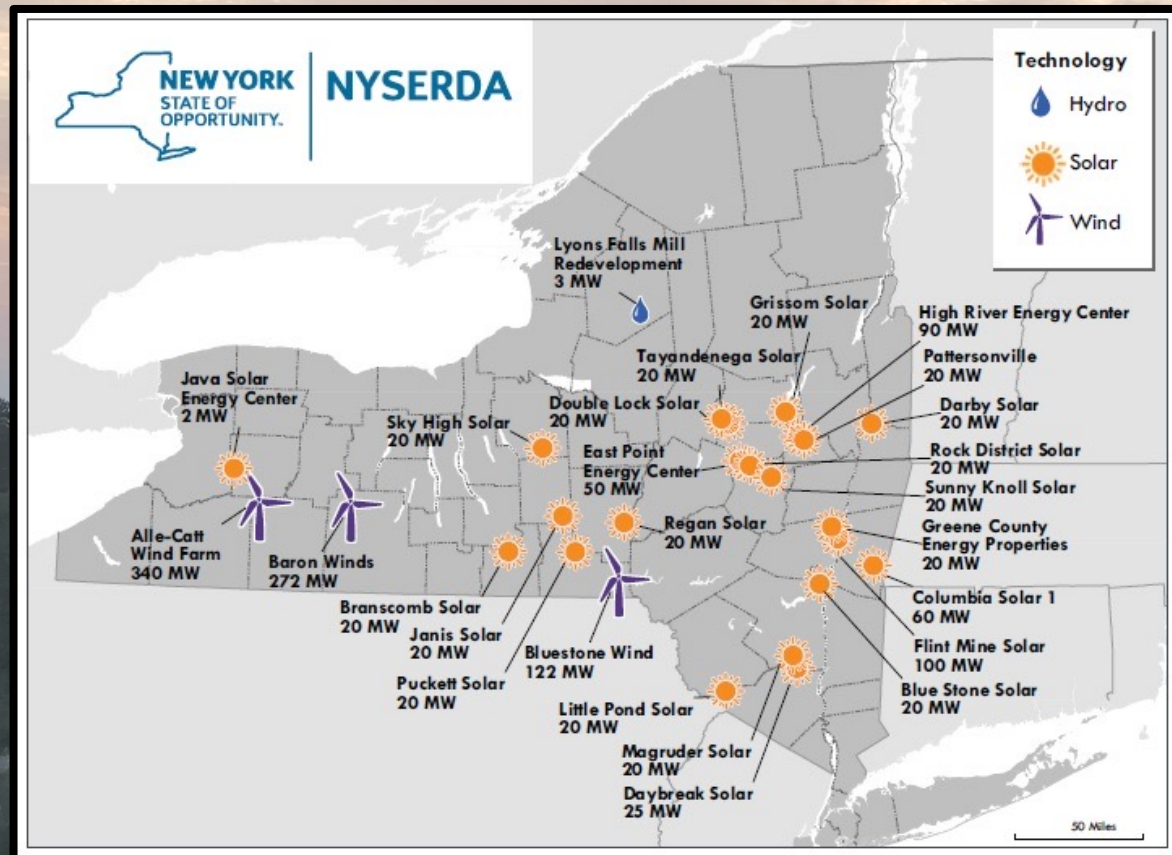 NEW YORK
STATE OF
OPPORTUNITY™
NYSERDA
Technology
Hydro
Solar
Wind
Lyons Falls Mill
Redevelopment
3 MW
Grissom Solar
20 MW
High River Energy Center
90 MW
Tayandenega Solar
20 MW
Pattersonville
20 MW
Java Solar
Energy Center
2 MW
Double Lock Solar
20 MW
Darby Solar
20 MW
Sky High Solar
20 MW
East Point
Energy Center
50 MW
Rock District Solar
20 MW
Sunny Knoll Solar
20 MW
Alle-Catt
Wind Farm
340 MW
Baron Winds
272 MW
Regan Solar
20 MW
Greene County
Energy Properties
20 MW
Branscomb Solar
20 MW
Janis Solar
20 MW
Puckett Solar
20 MW
Bluestone Wind
122 MW
Columbia Solar 1
60 MW
Flint Mine Solar
100 MW
Blue Stone Solar
20 MW
Little Pond Solar
20 MW
Magruder Solar
20 MW
Daybreak Solar
25 MW
50 Miles